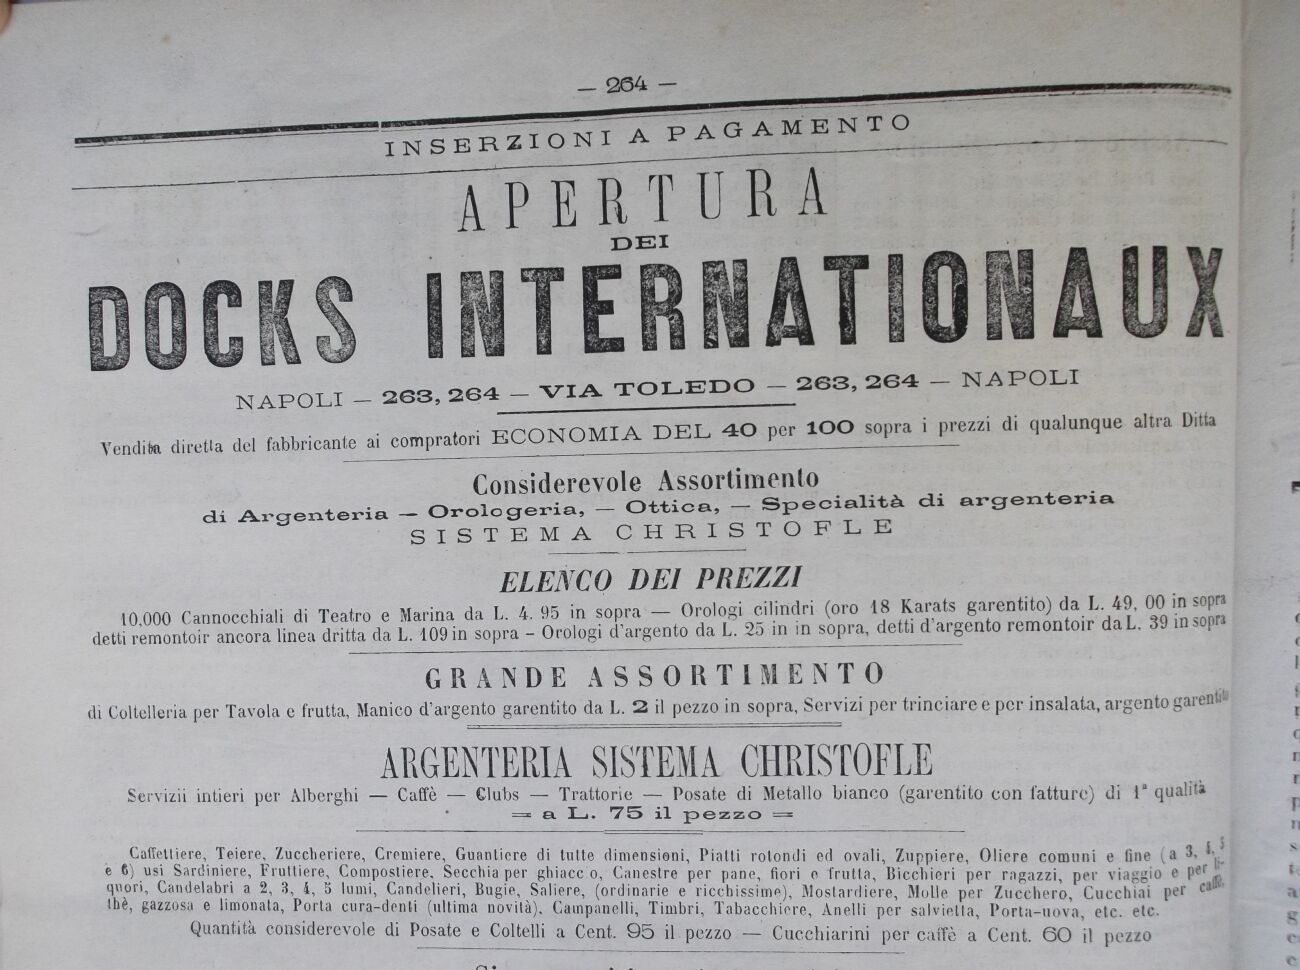 — 264 —
INSERZIONI A PAGAMENTO
APERTURA
DEI
DOCKS INTERNATIONAUX
NAPOLI — 263, 264 — VIA TOLEDO — 263, 264 — NAPOLI
Vendita diretta del fabbricante ai compratori ECONOMIA DEL 40 per 100 sopra i prezzi di qualunque altra Ditta
Considerevole Assortimento
di Argenteria — Orologeria, — Ottica, — Specialità di argenteria
SISTEMA CHRISTOFLE
ELENCO DEI PREZZI
10,000 Cannocchiali di Teatro e Marina da L. 4. 95 in sopra — Orologi cilindri (oro 18 Karats garentito) da L. 49, 00 in sopra
detti remontoir ancora linea dritta da L. 109 in sopra – Orologi d'argento da L. 25 in in sopra, detti d'argento remontoir da L. 39 in sopra
GRANDE ASSORTIMENTO
di Coltelleria per Tavola e frutta, Manico d'argento garentito da L. 2 il pezzo in sopra, Servizi per trinciare e per insalata, argento garentito
ARGENTERIA SISTEMA CHRISTOFLE
Servizii intieri per Alberghi — Caffè — Clubs — Trattorie — Posate di Metallo bianco (garentito con fatture) di 1ª qualità
= a L. 75 il pezzo =
Caffettiere, Teiere, Zuccheriere, Cremiere, Guantiere di tutte dimensioni, Piatti rotondi ed ovali, Zuppiere, Oliere comuni e fine (a 3, 4, 5
e 6) usi Sardiniere, Fruttiere, Compostiere, Secchia per ghiaccio, Canestre per pane, fiori e frutta, Bicchieri per ragazzi, per viaggio e per li-
quori, Candelabri a 2, 3, 4, 5 lumi, Candelieri, Bugie, Saliere, (ordinarie e ricchissime), Mostardiere, Molle per Zucchero, Cucchiai per caffè,
thè, gazzosa e limonata, Porta cura-denti (ultima novità), Campanelli, Timbri, Tabacchiere, Anelli per salvietta, Porta-uova, etc. etc.
Quantità considerevole di Posate e Coltelli a Cent. 95 il pezzo — Cucchiarini per caffè a Cent. 60 il pezzo